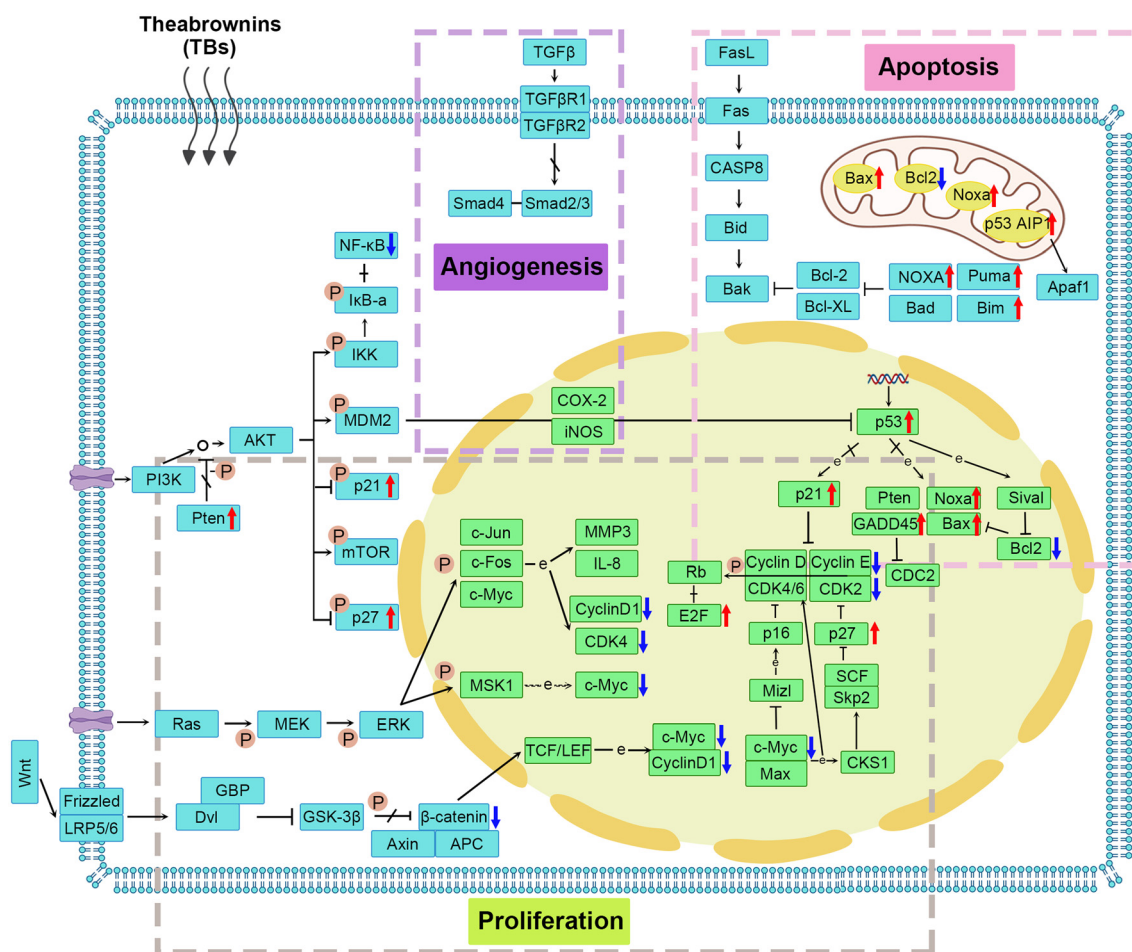 Theabrownins
(TBs)
TGFβ
TGFβR1
TGFβR2
Smad4
Smad2/3
Angiogenesis
FasL
Fas
CASP8
Bid
Bak
Apoptosis
Bax
Bcl2
Noxa
p53 AIP1
Apaf1
Bcl-2
Bcl-XL
NOXA
Puma
Bad
Bim
NF-κB
P
IκB-a
P
IKK
P
MDM2
COX-2
iNOS
p53
AKT
PI3K
P
Pten
P
p21
P
mTOR
P
p27
e
e
e
p21
Pten
Noxa
GADD45
Bax
Sival
Bcl2
CDC2
c-Jun
P
c-Fos
c-Myc
e
MMP3
IL-8
CyclinD1
CDK4
Rb
P
E2F
Cyclin D
Cyclin E
CDK4/6
CDK2
p16
p27
e
Mizl
SCF
Skp2
c-Myc
Max
e
CKS1
P
MSK1
e
c-Myc
Ras
P
MEK
P
ERK
TCF/LEF
e
c-Myc
CyclinD1
Wnt
Frizzled
LRP5/6
GBP
Dvl
GSK-3β
P
β-catenin
Axin
APC
Proliferation